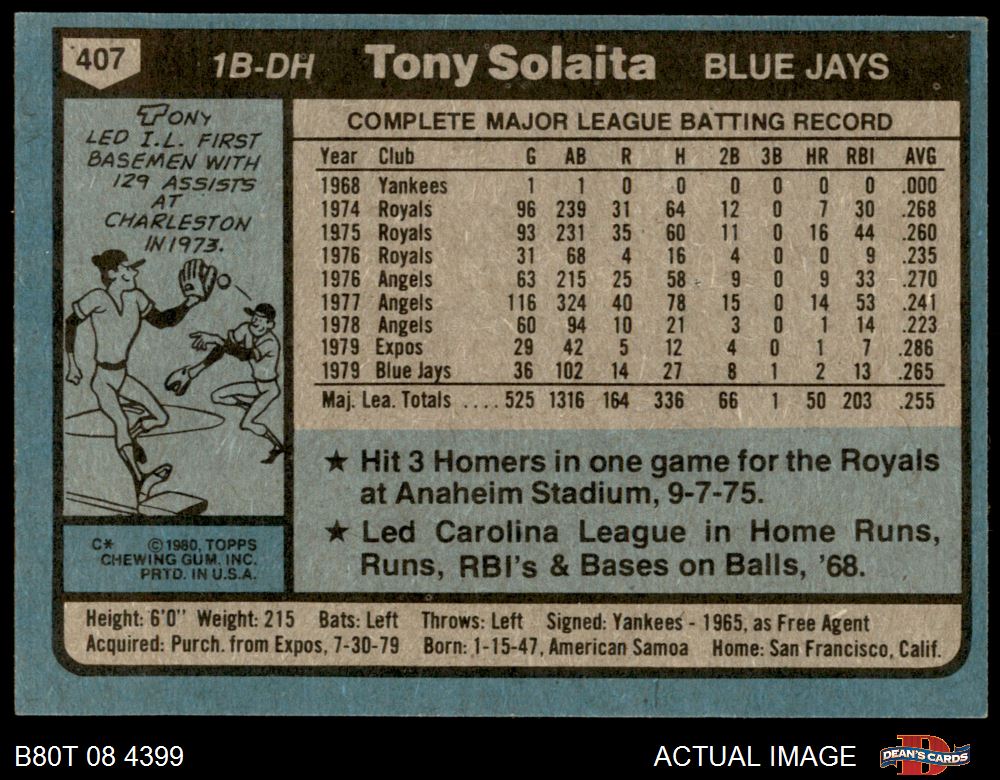 407
1B-DH Tony Solaita BLUE JAYS
TONY
LED I.L. FIRST
BASEMEN WITH
129 ASSISTS
AT
CHARLESTON
IN 1973.
C* © 1980, TOPPS
CHEWING GUM, INC.
PRTD. IN U.S.A.
COMPLETE MAJOR LEAGUE BATTING RECORD
Year Club G AB R H 2B 3B HR RBI AVG
1968 Yankees 1 1 0 0 0 0 0 0 .000
1974 Royals 96 239 31 64 12 0 7 30 .268
1975 Royals 93 231 35 60 11 0 16 44 .260
1976 Royals 31 68 4 16 4 0 0 9 .235
1976 Angels 63 215 25 58 9 0 9 33 .270
1977 Angels 116 324 40 78 15 0 14 53 .241
1978 Angels 60 94 10 21 3 0 1 14 .223
1979 Expos 29 42 5 12 4 0 1 7 .286
1979 Blue Jays 36 102 14 27 8 1 2 13 .265
Maj. Lea. Totals .... 525 1316 164 336 66 1 50 203 .255
★ Hit 3 Homers in one game for the Royals
at Anaheim Stadium, 9-7-75.
★ Led Carolina League in Home Runs,
Runs, RBI's & Bases on Balls, '68.
Height: 6'0" Weight: 215 Bats: Left Throws: Left Signed: Yankees - 1965, as Free Agent
Acquired: Purch. from Expos, 7-30-79 Born: 1-15-47, American Samoa Home: San Francisco, Calif.
B80T 08 4399 ACTUAL IMAGE D DEAN'S CARDS